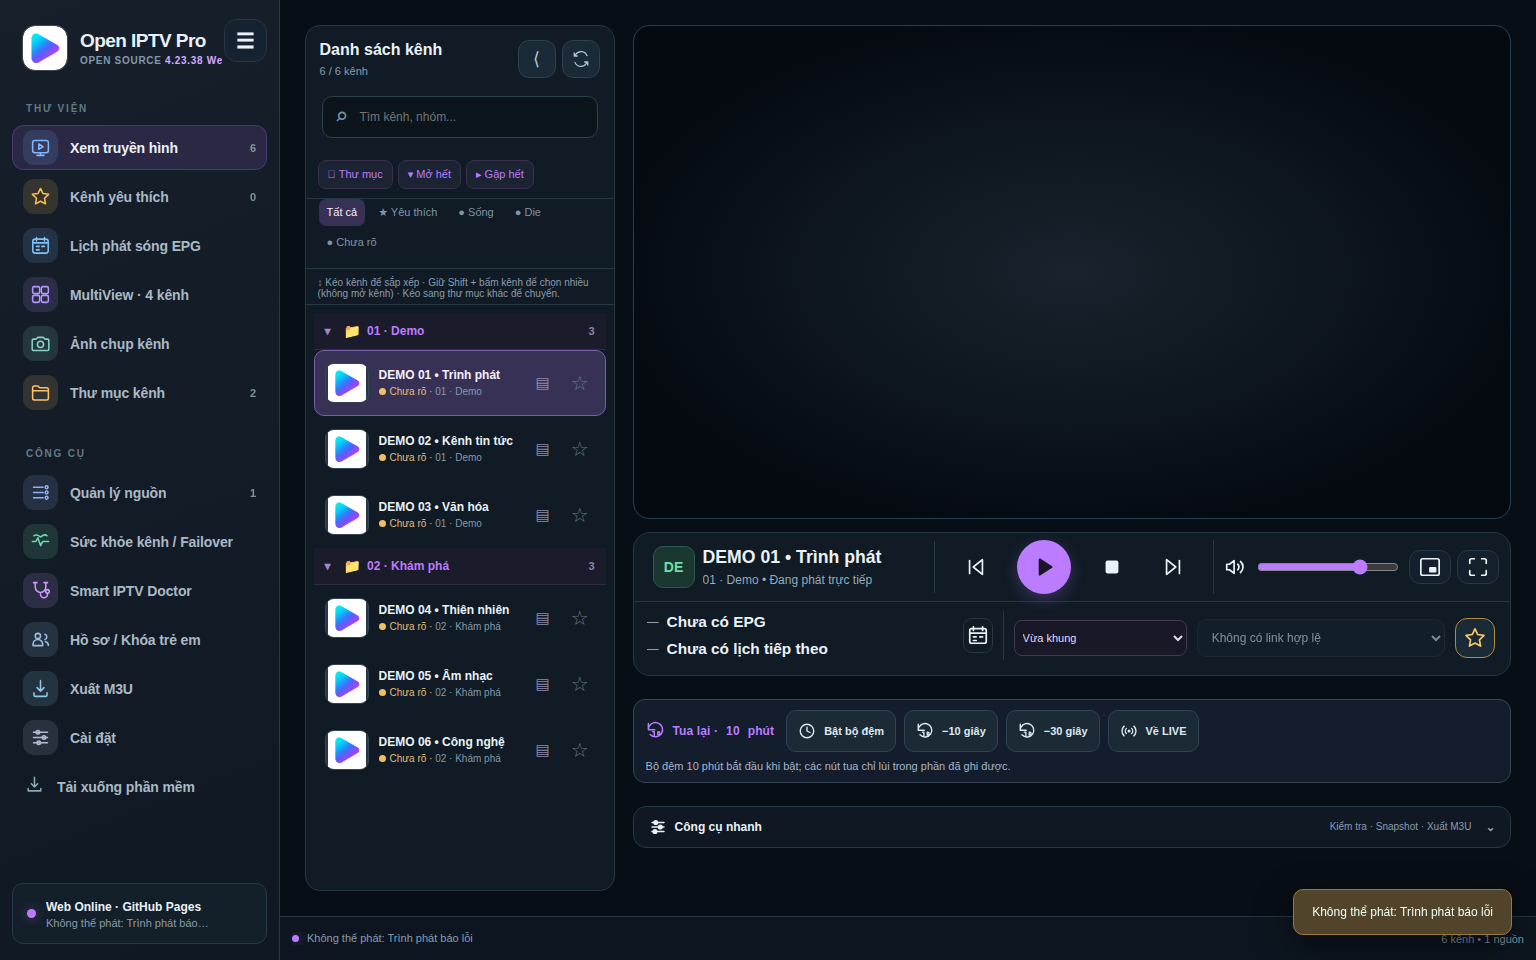 Open IPTV Pro
OPEN SOURCE 4.23.38 We
THƯ VIỆN
Xem truyền hình 6
Kênh yêu thích 0
Lịch phát sóng EPG
MultiView · 4 kênh
Ảnh chụp kênh
Thư mục kênh 2
CÔNG CỤ
Quản lý nguồn 1
Sức khỏe kênh / Failover
Smart IPTV Doctor
Hồ sơ / Khóa trẻ em
Xuất M3U
Cài đặt
Tải xuống phần mềm
Web Online · GitHub Pages
Không thể phát: Trình phát báo…
Danh sách kênh
6 / 6 kênh
Tìm kênh, nhóm...
Thư mục ▾ Mở hết ▸ Gập hết
Tất cả ★ Yêu thích ● Sống ● Die
● Chưa rõ
↕ Kéo kênh để sắp xếp · Giữ Shift + bấm kênh để chọn nhiều
(không mở kênh) · Kéo sang thư mục khác để chuyển.
▼ 📁 01 · Demo 3
DEMO 01 • Trình phát
Chưa rõ · 01 · Demo
DEMO 02 • Kênh tin tức
Chưa rõ · 01 · Demo
DEMO 03 • Văn hóa
Chưa rõ · 01 · Demo
▼ 📁 02 · Khám phá 3
DEMO 04 • Thiên nhiên
Chưa rõ · 02 · Khám phá
DEMO 05 • Âm nhạc
Chưa rõ · 02 · Khám phá
DEMO 06 • Công nghệ
Chưa rõ · 02 · Khám phá
DE
DEMO 01 • Trình phát
01 · Demo • Đang phát trực tiếp
— Chưa có EPG
— Chưa có lịch tiếp theo
Vừa khung
Không có link hợp lệ
Tua lại · 10 phút
Bật bộ đệm
−10 giây
−30 giây
Về LIVE
Bộ đệm 10 phút bắt đầu khi bật; các nút tua chỉ lùi trong phần đã ghi được.
Công cụ nhanh
Kiểm tra · Snapshot · Xuất M3U
Không thể phát: Trình phát báo lỗi
Không thể phát: Trình phát báo lỗi
6 kênh • 1 nguồn